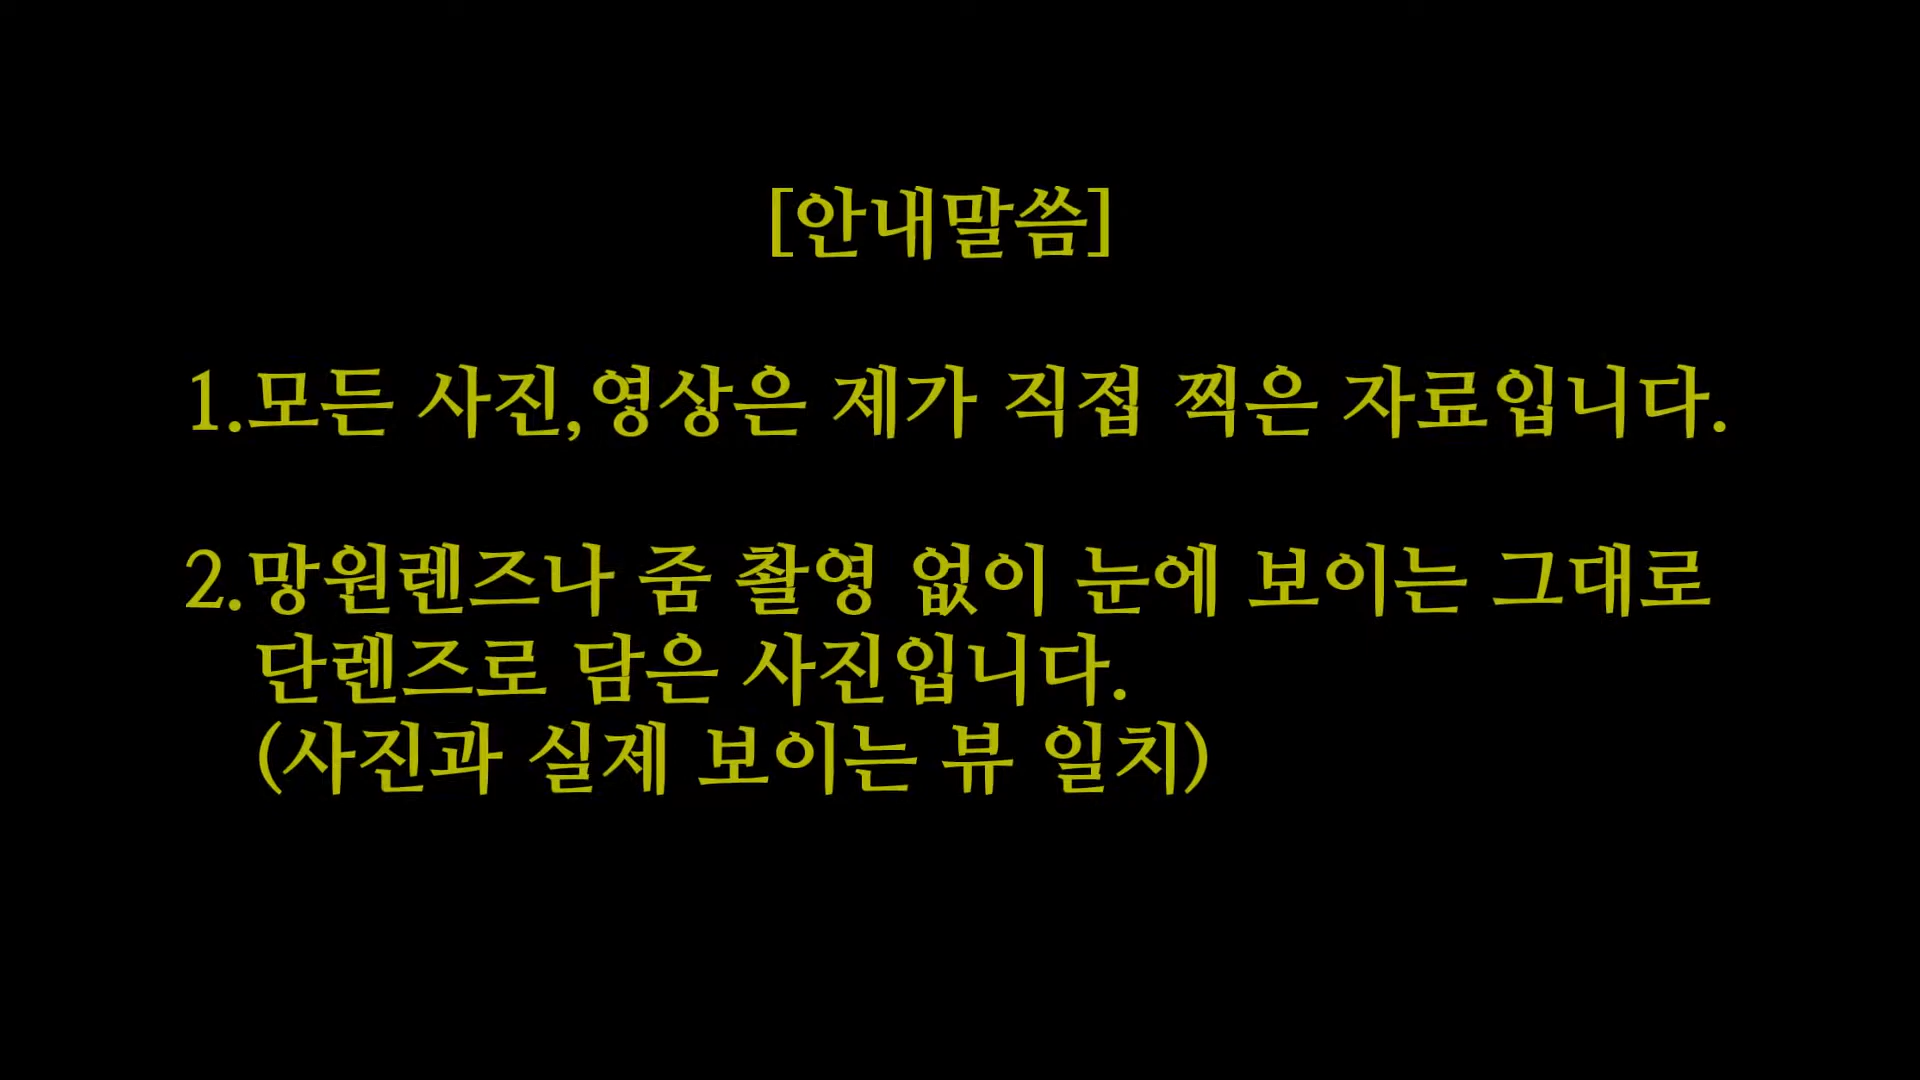 [안내말씀]
1.모든 사진,영상은 제가 직접 찍은 자료입니다.
2.망원렌즈나 줌 촬영 없이 눈에 보이는 그대로
단렌즈로 담은 사진입니다.
(사진과 실제 보이는 뷰 일치)